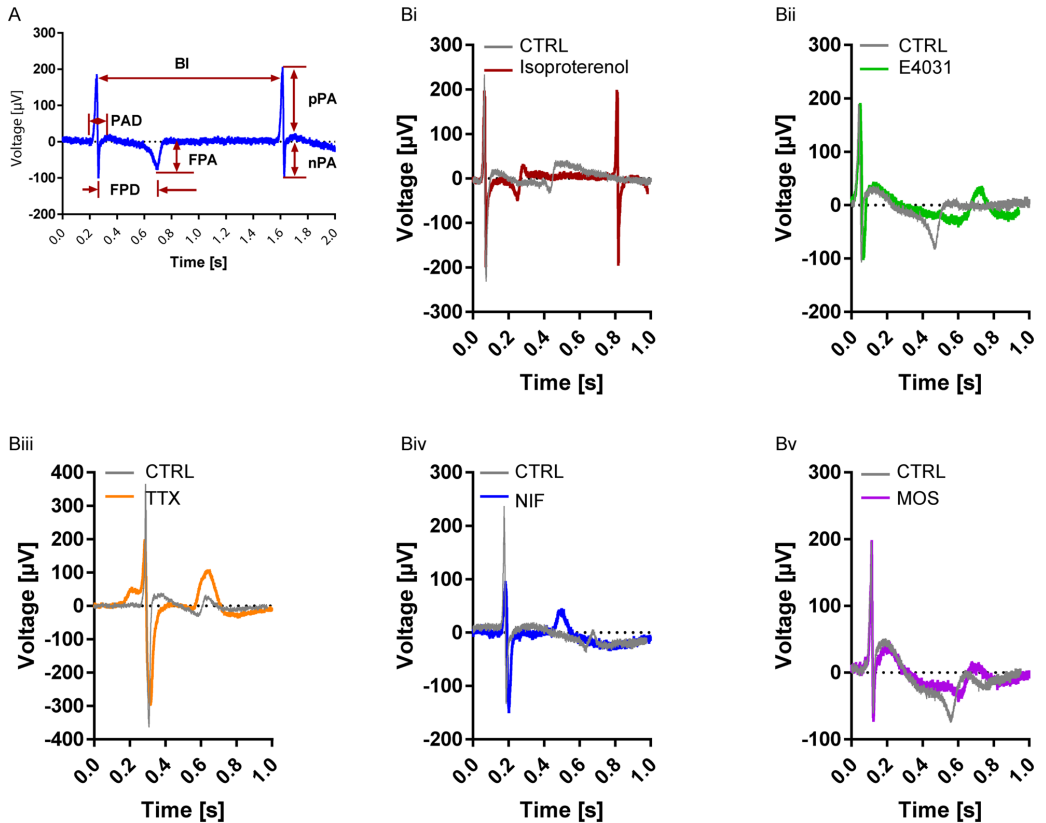 A
Voltage [µV]
300
200
100
0
-100
-200
BI
PAD
FPD
FPA
pPA
nPA
0.0
0.2
0.4
0.6
0.8
1.0
1.2
1.4
1.6
1.8
2.0
Time [s]
Bi
CTRL
Isoproterenol
Voltage [µV]
300
200
100
0
-100
-200
-300
0.0
0.2
0.4
0.6
0.8
1.0
Time [s]
Bii
CTRL
E4031
Voltage [µV]
300
200
100
0
-100
-200
0.0
0.2
0.4
0.6
0.8
1.0
Time [s]
Biii
CTRL
TTX
Voltage [µV]
400
300
200
100
0
-100
-200
-300
-400
0.0
0.2
0.4
0.6
0.8
1.0
Time [s]
Biv
CTRL
NIF
Voltage [µV]
300
200
100
0
-100
-200
0.0
0.2
0.4
0.6
0.8
1.0
Time [s]
Bv
CTRL
MOS
Voltage [µV]
300
200
100
0
-100
0.0
0.2
0.4
0.6
0.8
1.0
Time [s]